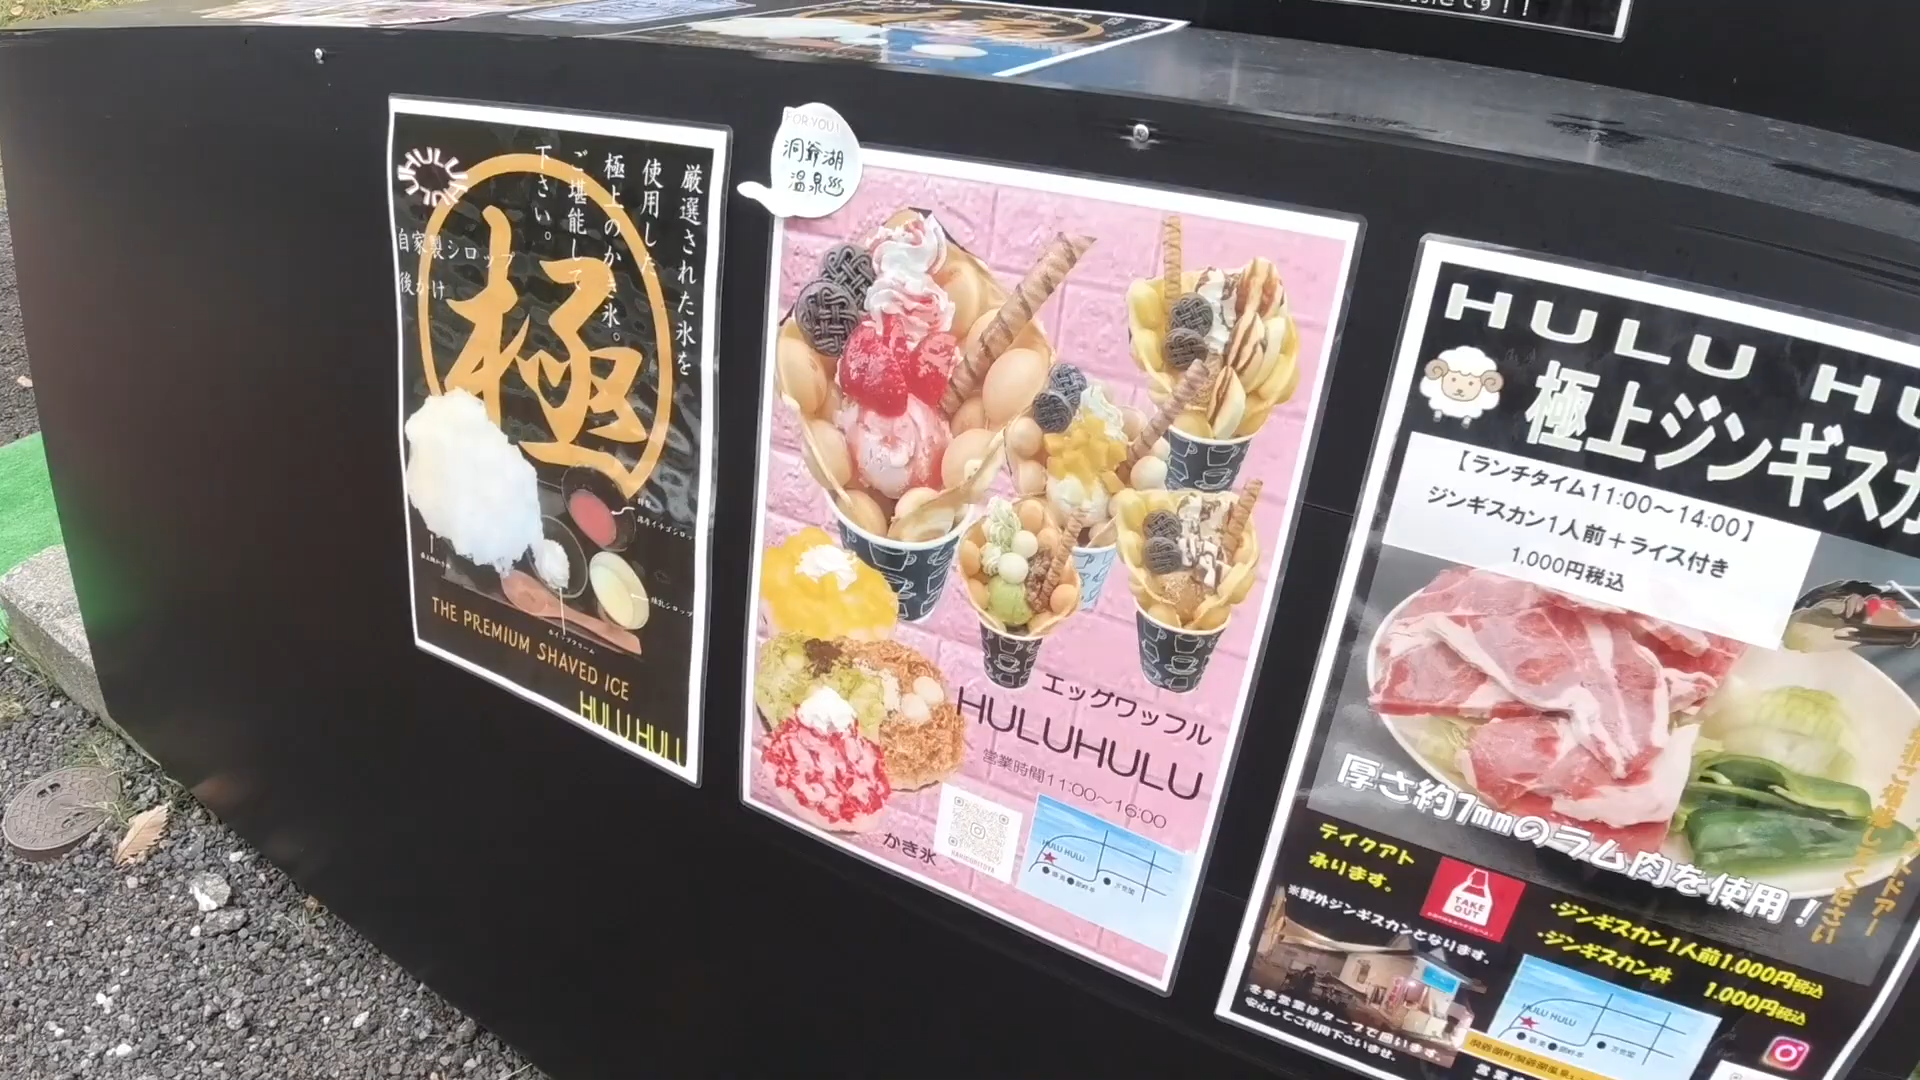 HULU
HULUHULU
厳選された氷を
使用した
極上のかき氷。
ご堪能して
下さい。
自家製シロップ
後かけ
極
THE PREMIUM SHAVED ICE
HULU HULU
FOR YOU!
洞爺湖
温泉
エッグワッフル
HULUHULU
営業時間11:00〜16:00
かき氷
HULU HULU
HULU HU
極上ジンギスカ
【ランチタイム11:00〜14:00】
ジンギスカン1人前＋ライス付き
1,000円税込
厚さ約7mmのラム肉を使用！
テイクアト
承ります。
TAKE
OUT
※野外ジンギスカンとなります。
・ジンギスカン1人前1.000円税込
・ジンギスカン丼 1.000円税込
冬季営業はタープで囲います。
安心してご利用下さいませ。
HULU HULU